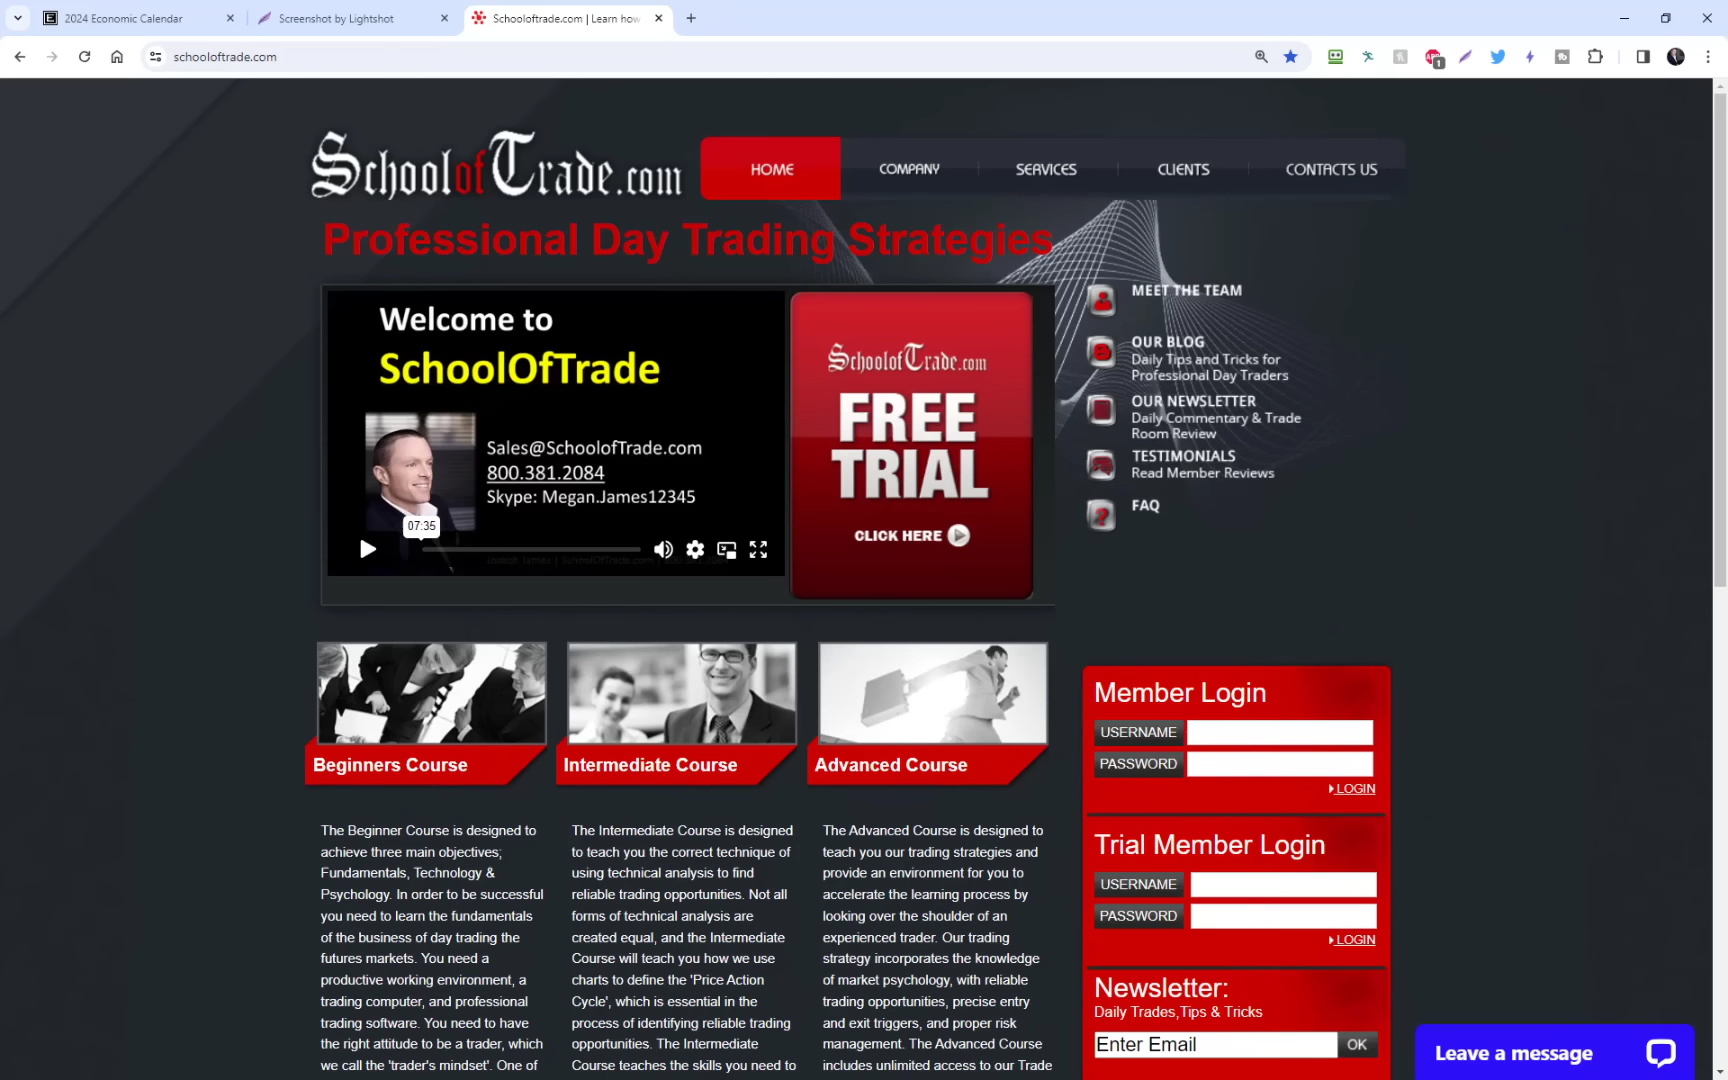 2024 Economic Calendar
Screenshot by Lightshot
Schooloftrade.com | Learn how
schooloftrade.com
1
SchoolofTrade.com
HOME
COMPANY
SERVICES
CLIENTS
CONTACTS US
Professional Day Trading Strategies
Welcome to
SchoolOfTrade
Sales@SchoolofTrade.com
800.381.2084
Skype: Megan.James12345
07:35
SchoolofTrade.com
FREE
TRIAL
CLICK HERE
MEET THE TEAM
OUR BLOG
Daily Tips and Tricks for
Professional Day Traders
OUR NEWSLETTER
Daily Commentary & Trade
Room Review
TESTIMONIALS
Read Member Reviews
FAQ
Beginners Course
The Beginner Course is designed to
achieve three main objectives;
Fundamentals, Technology &
Psychology. In order to be successful
you need to learn the fundamentals
of the business of day trading the
futures markets. You need a
productive working environment, a
trading computer, and professional
trading software. You need to have
the right attitude to be a trader, which
we call the 'trader's mindset'. One of
Intermediate Course
The Intermediate Course is designed
to teach you the correct technique of
using technical analysis to find
reliable trading opportunities. Not all
forms of technical analysis are
created equal, and the Intermediate
Course will teach you how we use
charts to define the 'Price Action
Cycle', which is essential in the
process of identifying reliable trading
opportunities. The Intermediate
Course teaches the skills you need to
Advanced Course
The Advanced Course is designed to
teach you our trading strategies and
provide an environment for you to
accelerate the learning process by
looking over the shoulder of an
experienced trader. Our trading
strategy incorporates the knowledge
of market psychology, with reliable
trading opportunities, precise entry
and exit triggers, and proper risk
management. The Advanced Course
includes unlimited access to our Trade
Member Login
USERNAME
PASSWORD
LOGIN
Trial Member Login
USERNAME
PASSWORD
LOGIN
Newsletter:
Daily Trades,Tips & Tricks
Enter Email
OK
Leave a message